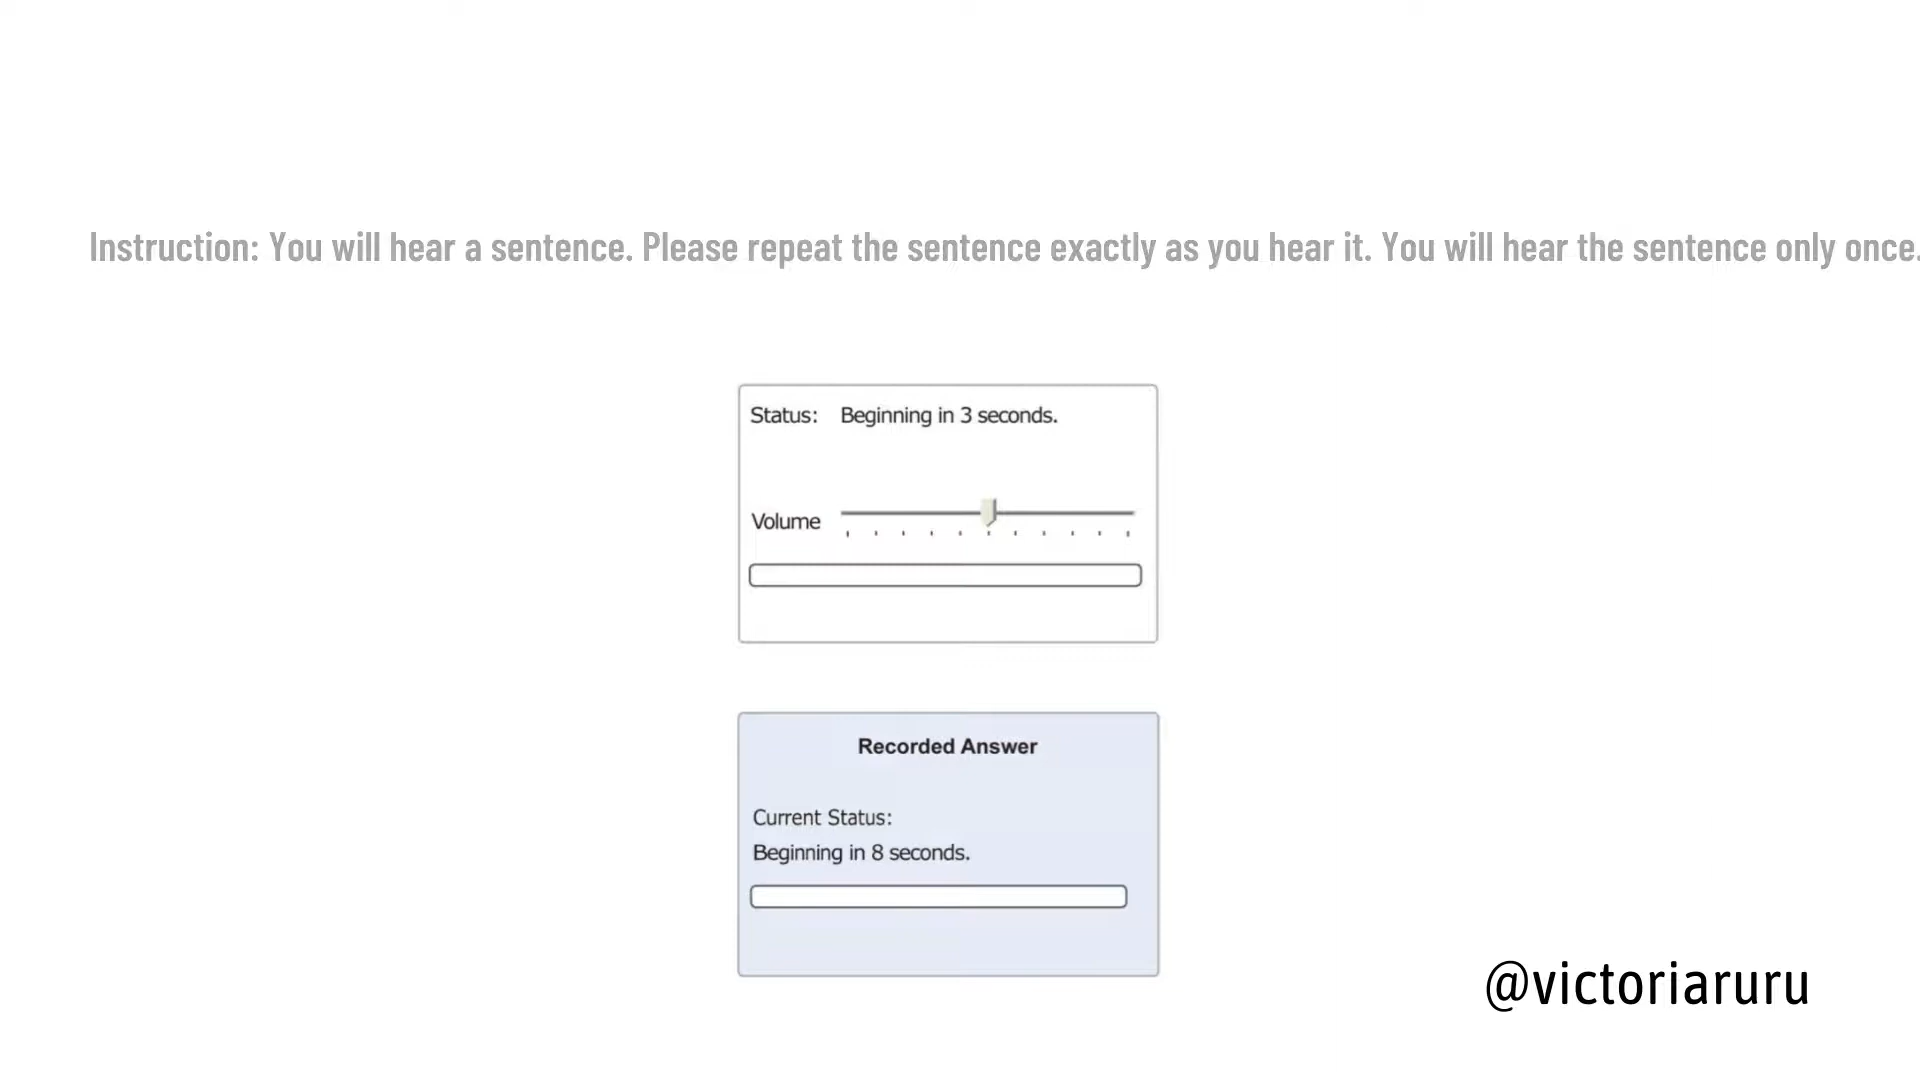 Instruction: You will hear a sentence. Please repeat the sentence exactly as you hear it. You will hear the sentence only once.
Status: Beginning in 3 seconds.
Volume
Recorded Answer
Current Status:
Beginning in 8 seconds.
@victoriaruru